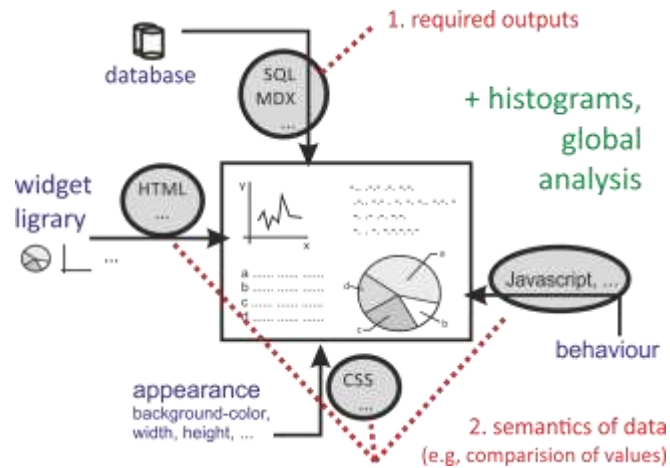 1. required outputs
database
SQL
MDX
...
+ histograms,
global
analysis
widget
ligrary
HTML
...
...
y
x
a ..... ..... .....
b ..... ..... .....
c ..... ..... .....
d ..... ..... .....
a
d
c
b
Javascript, ...
behaviour
appearance
background-color,
width, height, ...
CSS
...
2. semantics of data
(e.g, comparision of values)